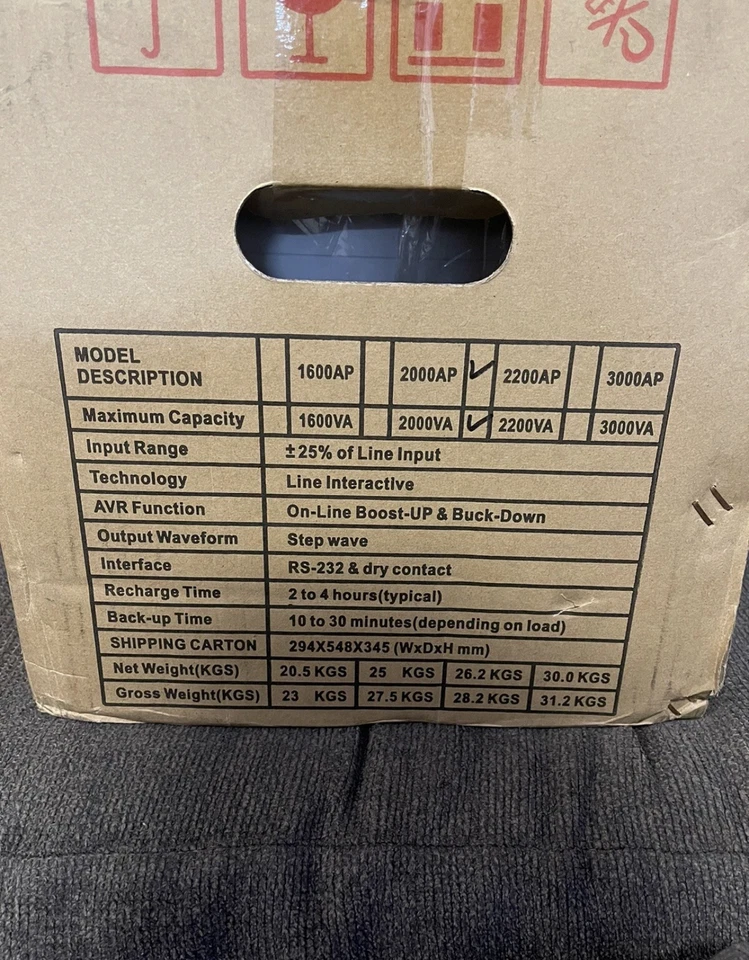 MODEL DESCRIPTION 1600AP 2000AP ✓ 2200AP 3000AP
Maximum Capacity 1600VA 2000VA ✓ 2200VA 3000VA
Input Range ±25% of Line Input
Technology Line Interactive
AVR Function On-Line Boost-UP & Buck-Down
Output Waveform Step wave
Interface RS-232 & dry contact
Recharge Time 2 to 4 hours(typical)
Back-up Time 10 to 30 minutes(depending on load)
SHIPPING CARTON 294X548X345 (WxDxH mm)
Net Weight(KGS) 20.5 KGS 25 KGS 26.2 KGS 30.0 KGS
Gross Weight(KGS) 23 KGS 27.5 KGS 28.2 KGS 31.2 KGS